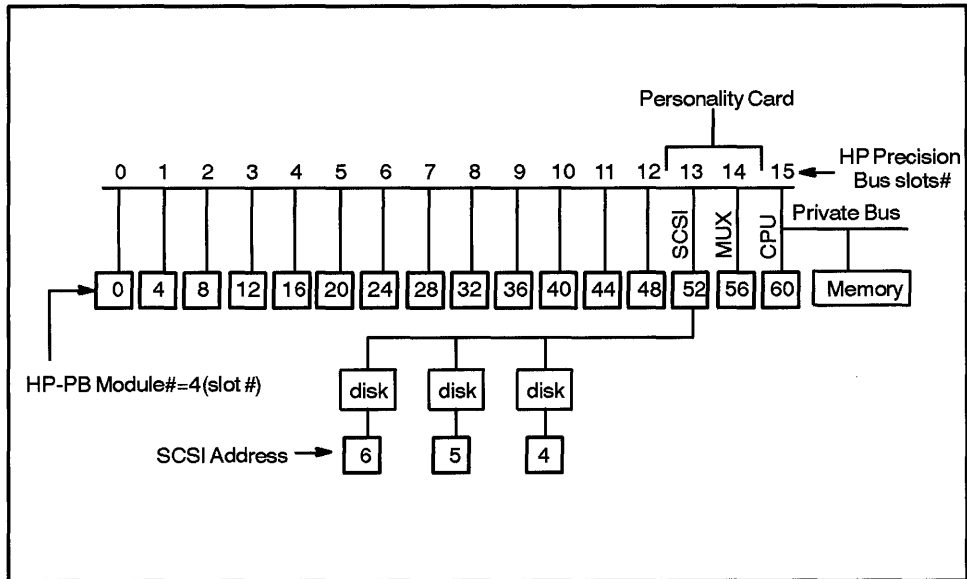 Personality Card
0 1 2 3 4 5 6 7 8 9 10 11 12 13 14 15
HP Precision
Bus slots#
SCSI
MUX
CPU
Private Bus
0 4 8 12 16 20 24 28 32 36 40 44 48 52 56 60 Memory
HP-PB Module#=4(slot #)
disk disk disk
SCSI Address
6 5 4